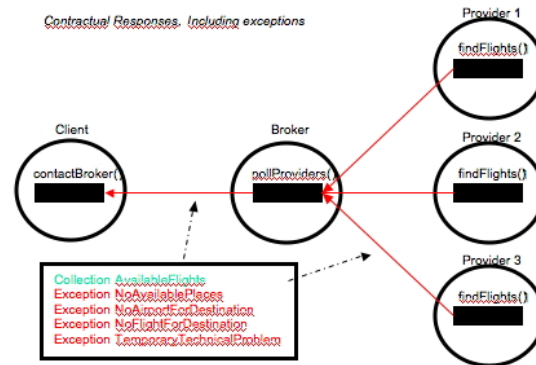 Contractual Responses, Including exceptions
Provider 1
findFlights()
Client
Broker
Provider 2
contactBroker()
pollProviders()
findFlights()
Provider 3
findFlights()
Collection AvailableFlights
Exception NoAvailablePlaces
Exception NoAirportForDestination
Exception NoFlightForDestination
Exception TemporaryTechnicalProblem